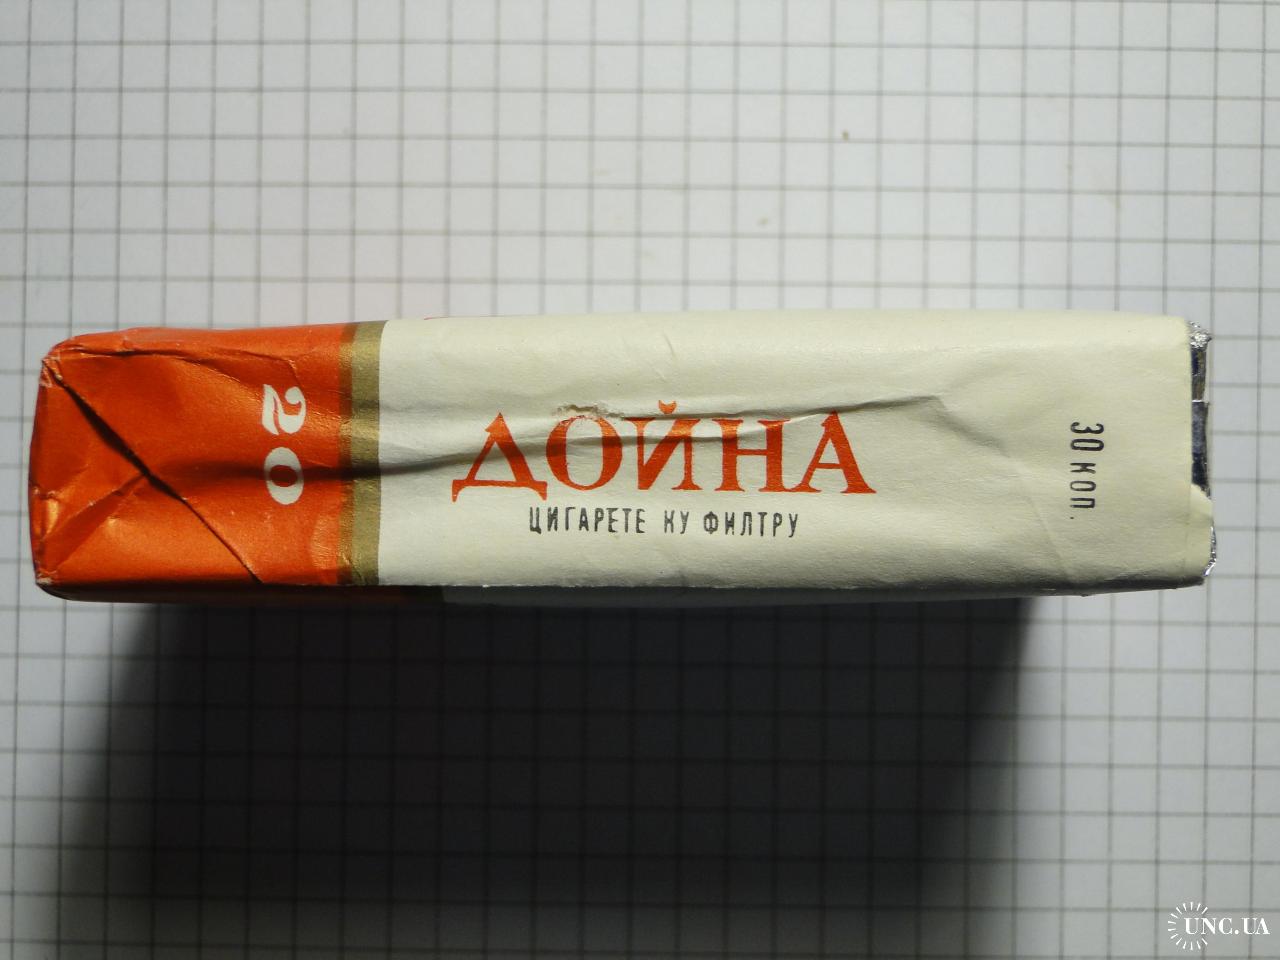 20
ДОЙНА
ЦИГАРЕТЕ КУ ФИЛТРУ
30 КОП.
UNC.UA